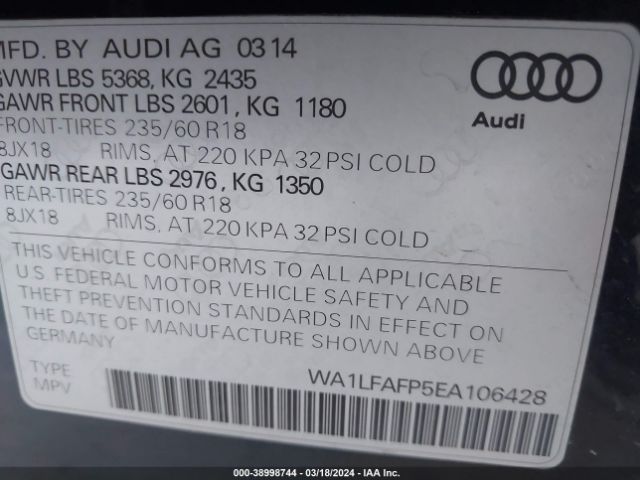 MFD. BY AUDI AG 0314
GVWR LBS 5368, KG 2435
GAWR FRONT LBS 2601, KG 1180
FRONT-TIRES 235/60 R18
8JX18 RIMS, AT 220 KPA 32 PSI COLD
GAWR REAR LBS 2976, KG 1350
REAR-TIRES 235/60 R18
8JX18 RIMS, AT 220 KPA 32 PSI COLD
Audi
THIS VEHICLE CONFORMS TO ALL APPLICABLE
U.S. FEDERAL MOTOR VEHICLE SAFETY AND
THEFT PREVENTION STANDARDS IN EFFECT ON
THE DATE OF MANUFACTURE SHOWN ABOVE
GERMANY
TYPE
MPV
WA1LFAFP5EA106428
000-38998744 — 03/18/2024 — IAA Inc.